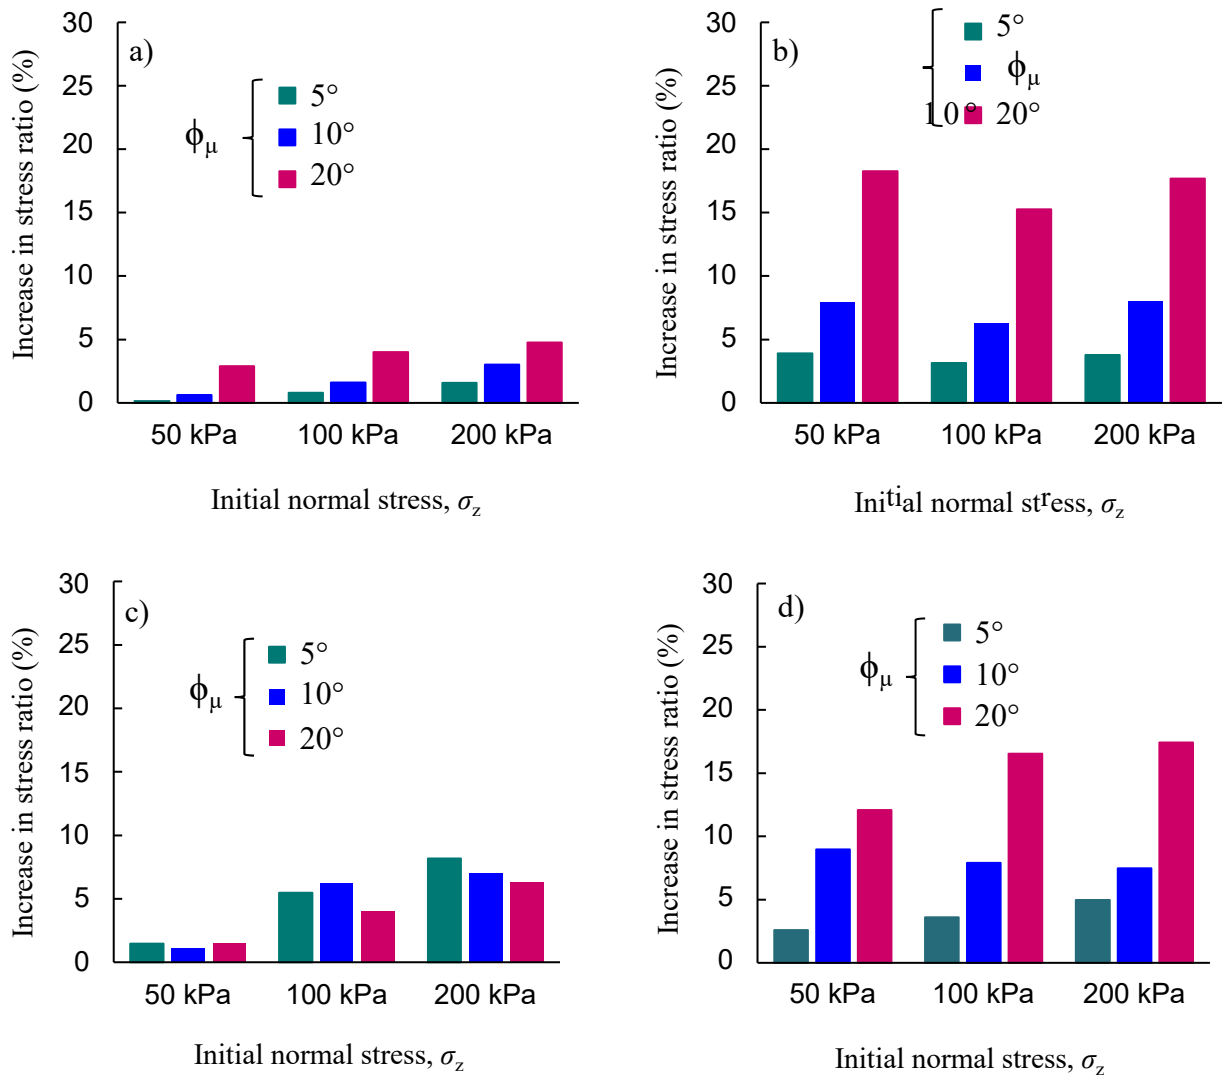 a)
Increase in stress ratio (%)
30
25
20
15
10
5
0
ϕμ
5°
10°
20°
50 kPa 100 kPa 200 kPa
Initial normal stress, σz
b)
Increase in stress ratio (%)
30
25
20
15
10
5
0
5°
ϕμ
10° 20°
50 kPa 100 kPa 200 kPa
Initial normal stress, σz
c)
Increase in stress ratio (%)
30
25
20
15
10
5
0
ϕμ
5°
10°
20°
50 kPa 100 kPa 200 kPa
Initial normal stress, σz
d)
Increase in stress ratio (%)
30
25
20
15
10
5
0
ϕμ
5°
10°
20°
50 kPa 100 kPa 200 kPa
Initial normal stress, σz